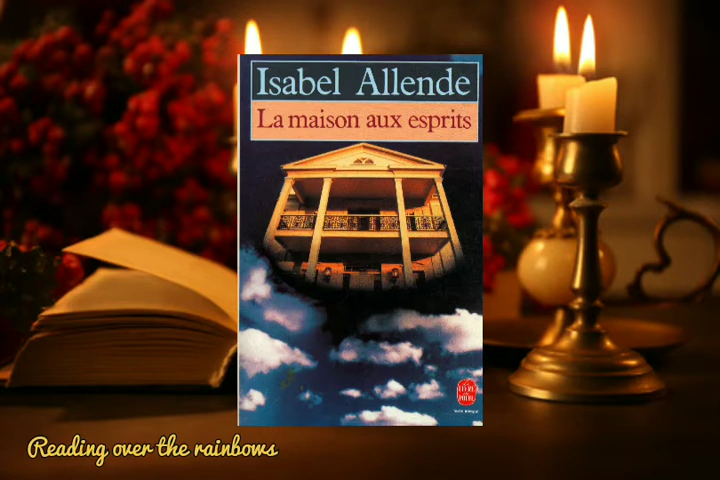 Isabel Allende
La maison aux esprits
LE LIVRE
DE POCHE
Reading over the rainbows